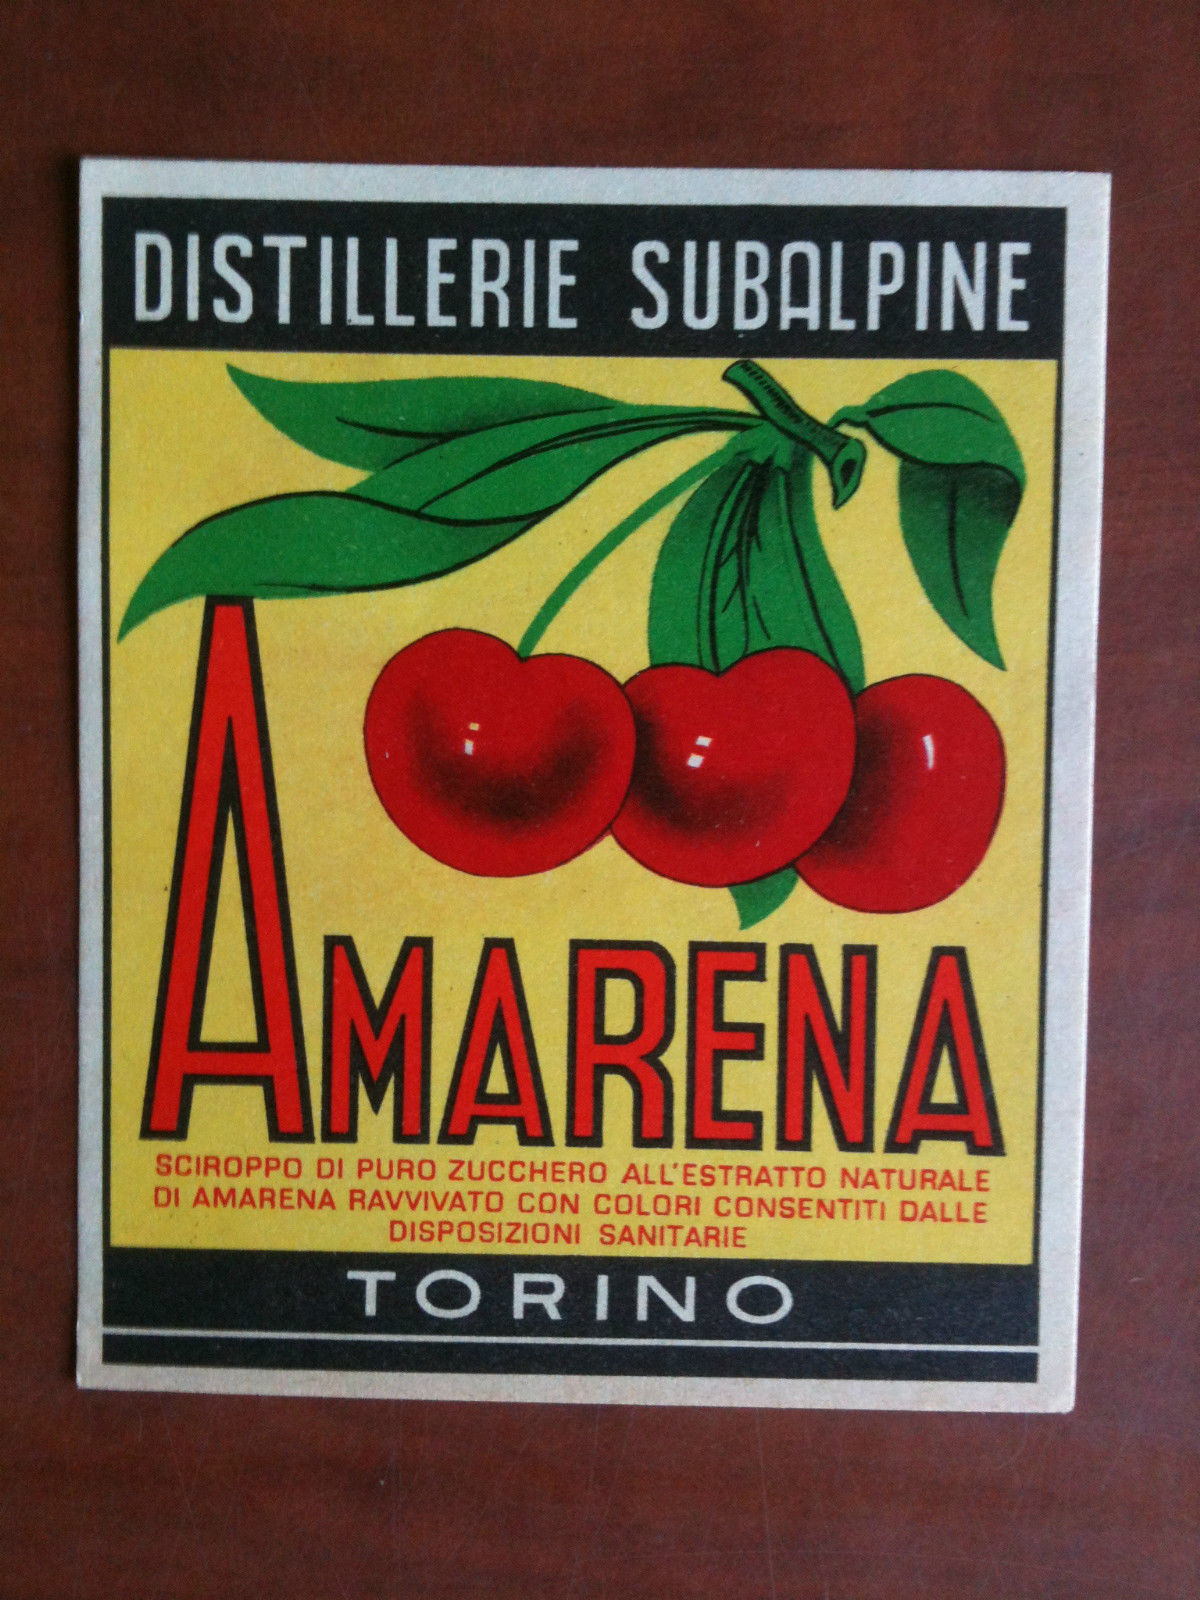 DISTILLERIE SUBALPINE
AMARENA
SCIROPPO DI PURO ZUCCHERO ALL'ESTRATTO NATURALE
DI AMARENA RAVVIVATO CON COLORI CONSENTITI DALLE
DISPOSIZIONI SANITARIE
TORINO